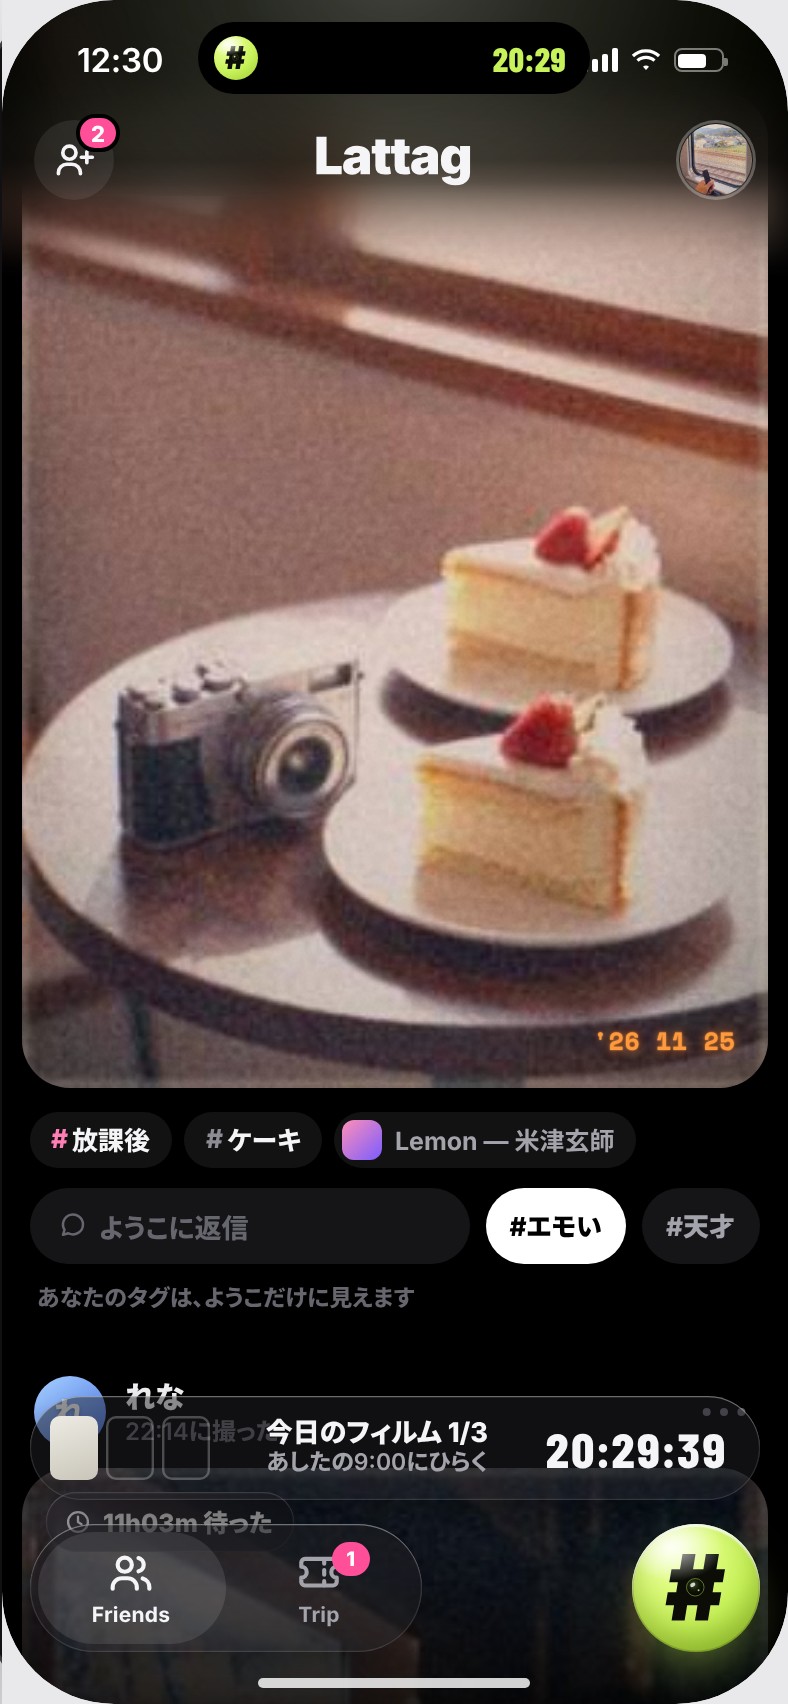 12:30
20:29
2
Lattag
'26 11 25
#放課後 #ケーキ Lemon — 米津玄師
ようこに返信 #エモい #天才
あなたのタグは、ようこだけに見えます
れ れな
22:14に撮った
今日のフィルム 1/3
あしたの9:00にひらく
20:29:39
11h03m 待った
1
Friends Trip
#